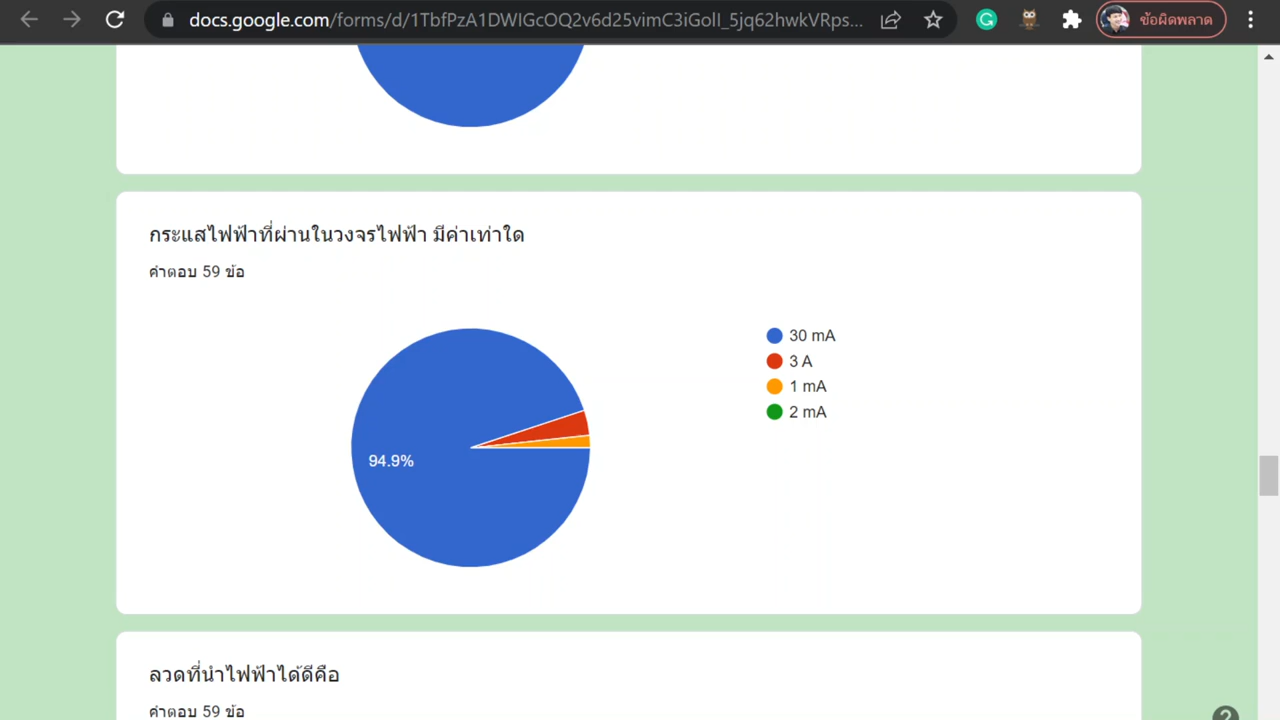 docs.google.com/forms/d/1TbfPzA1DWIGcOQ2v6d25vimC3iGolI_5jq62hwkVRps...
ข้อผิดพลาด
กระแสไฟฟ้าที่ผ่านในวงจรไฟฟ้า มีค่าเท่าใด
คำตอบ 59 ข้อ
30 mA
3 A
1 mA
2 mA
94.9%
ลวดที่นำไฟฟ้าได้ดีคือ
คำตอบ 59 ข้อ